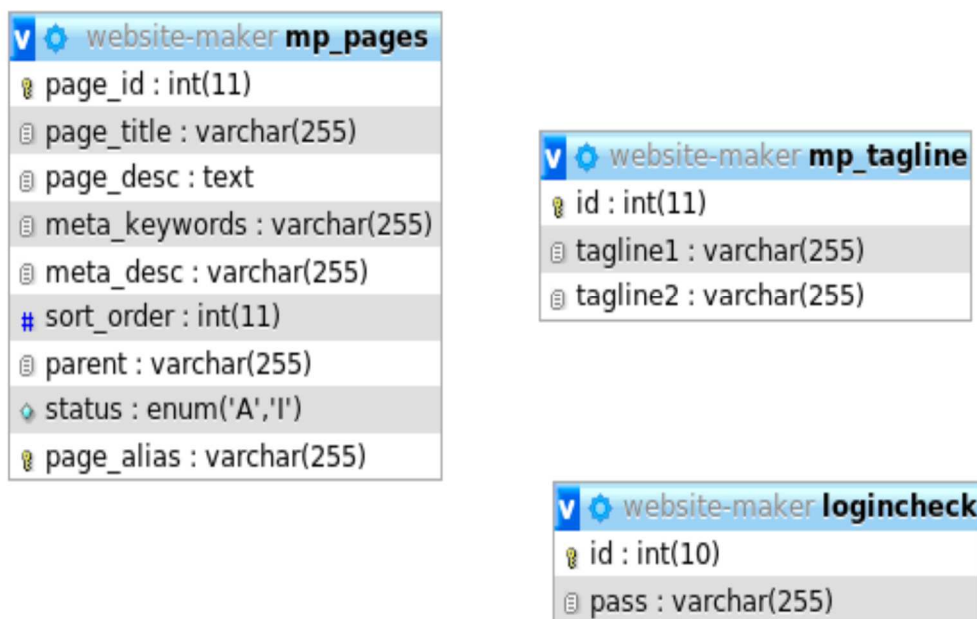 v website-maker mp_pages
page_id : int(11)
page_title : varchar(255)
page_desc : text
meta_keywords : varchar(255)
meta_desc : varchar(255)
# sort_order : int(11)
parent : varchar(255)
status : enum('A','I')
page_alias : varchar(255)
v website-maker mp_tagline
id : int(11)
tagline1 : varchar(255)
tagline2 : varchar(255)
v website-maker logincheck
id : int(10)
pass : varchar(255)